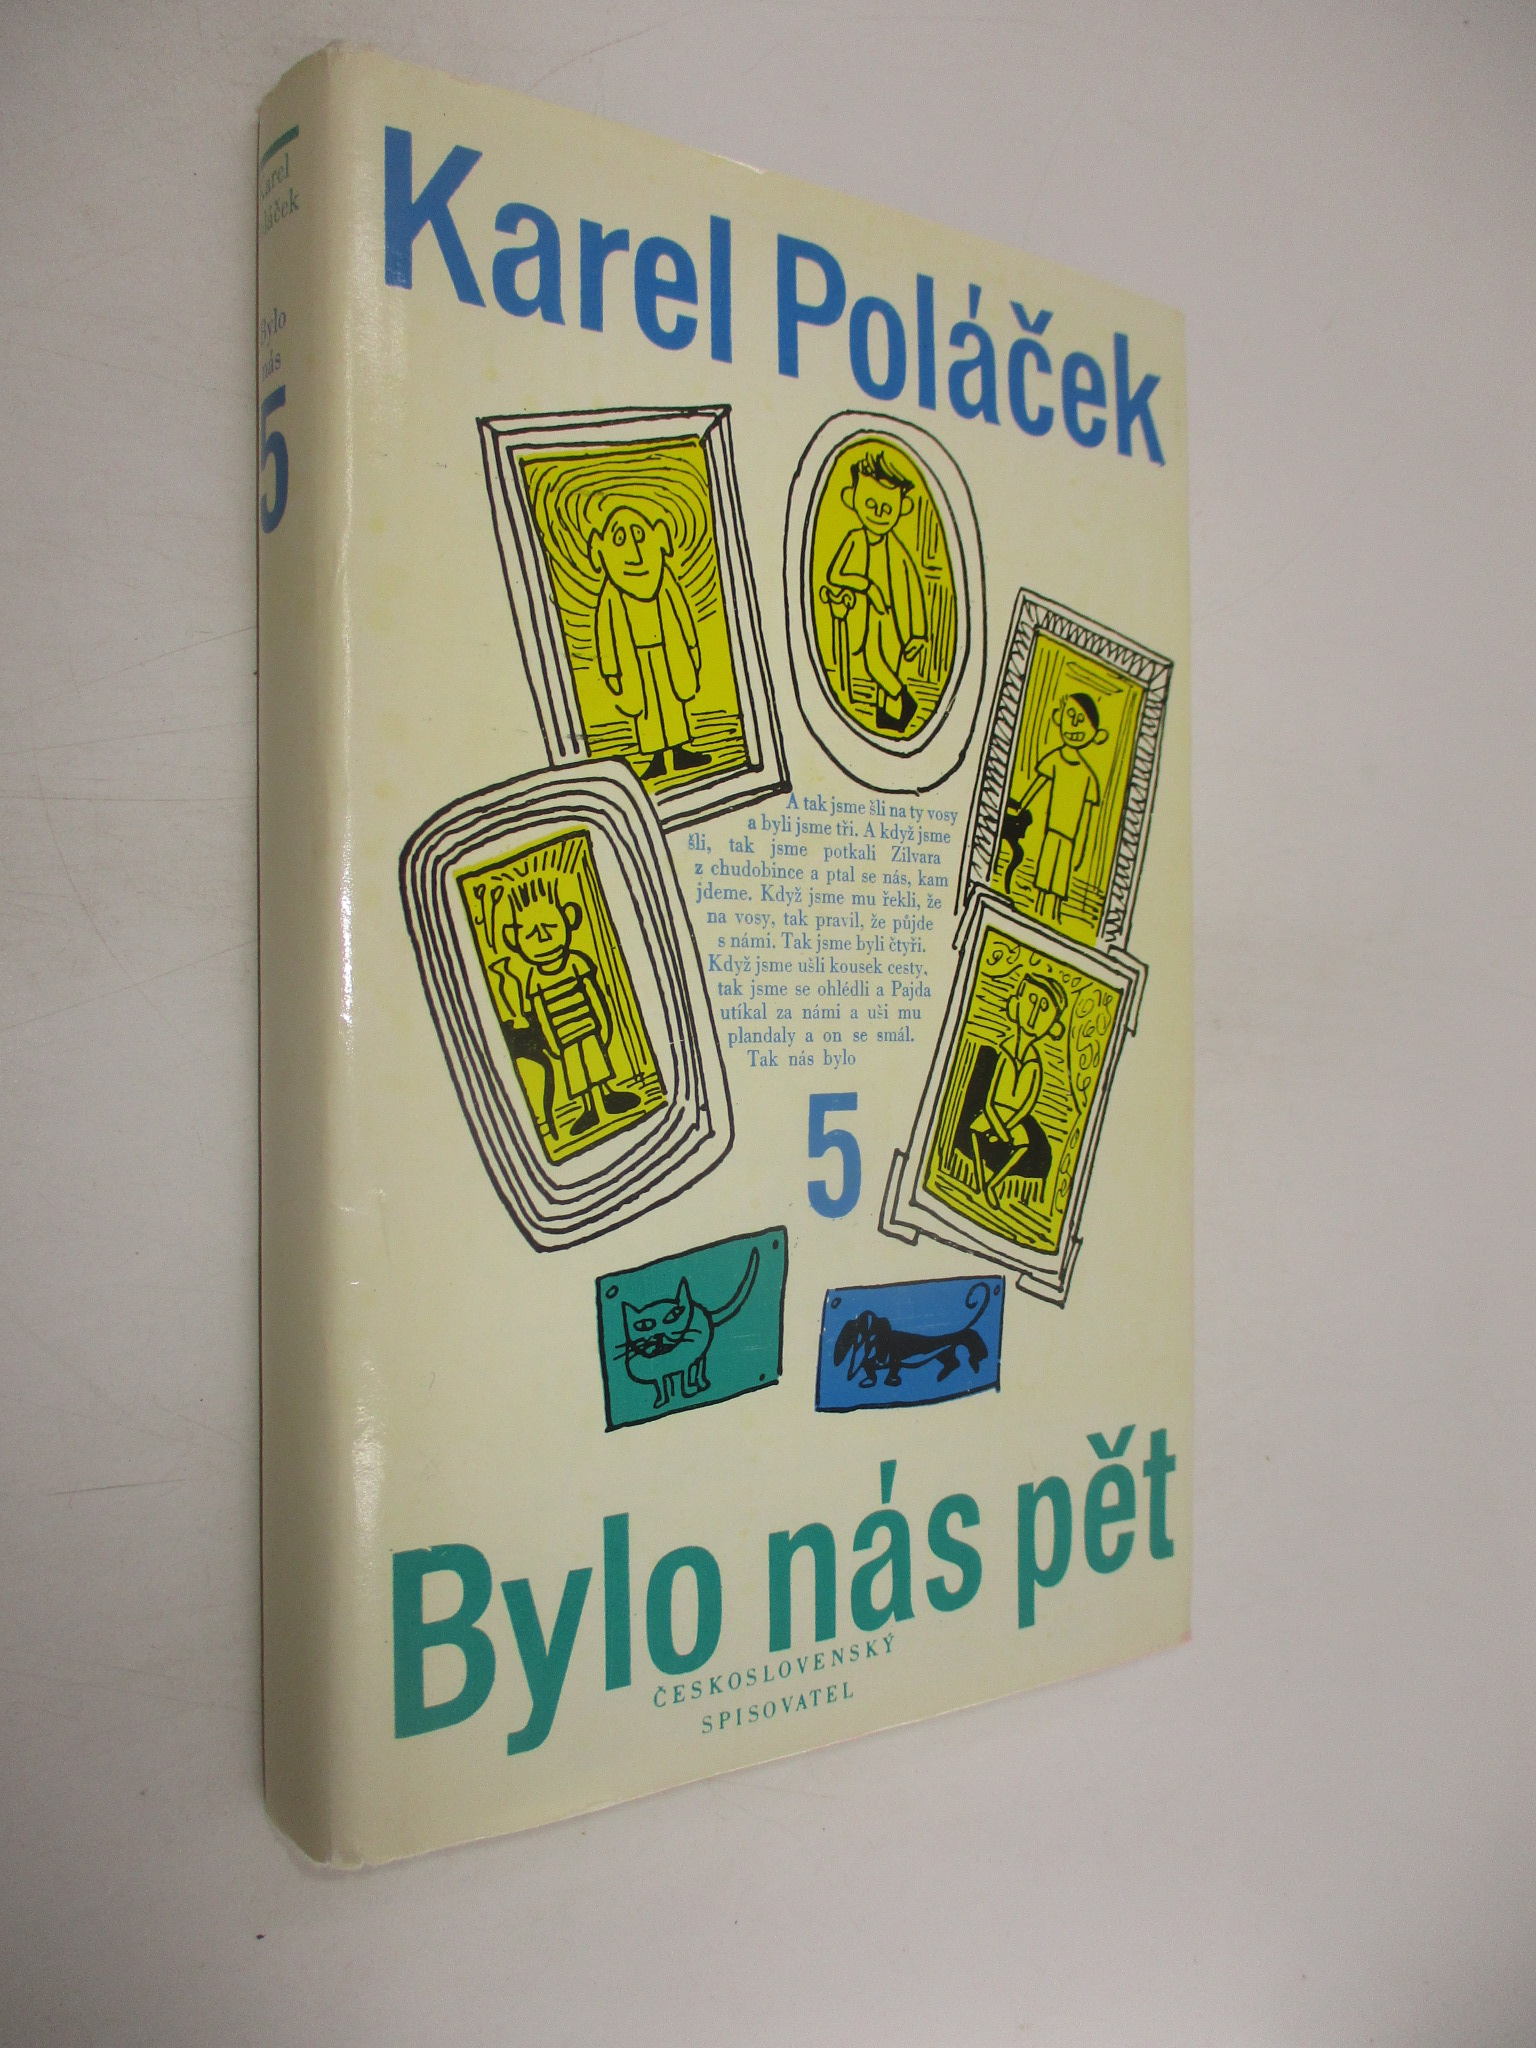 Karel Poláček
A tak jsme šli na ty vosy
a byli jsme tři. A když jsme
šli, tak jsme potkali Zilvara
z chudobince a ptal se nás, kam
jdeme. Když jsme mu řekli, že
na vosy, tak pravil, že půjde
s námi. Tak jsme byli čtyři.
Když jsme ušli kousek cesty,
tak jsme se ohlédli a Pajda
utíkal za námi a uši mu
plandaly a on se smál.
Tak nás bylo
5
Bylo nás pět
ČESKOSLOVENSKÝ
SPISOVATEL
Karel
Poláček
Bylo
nás
5